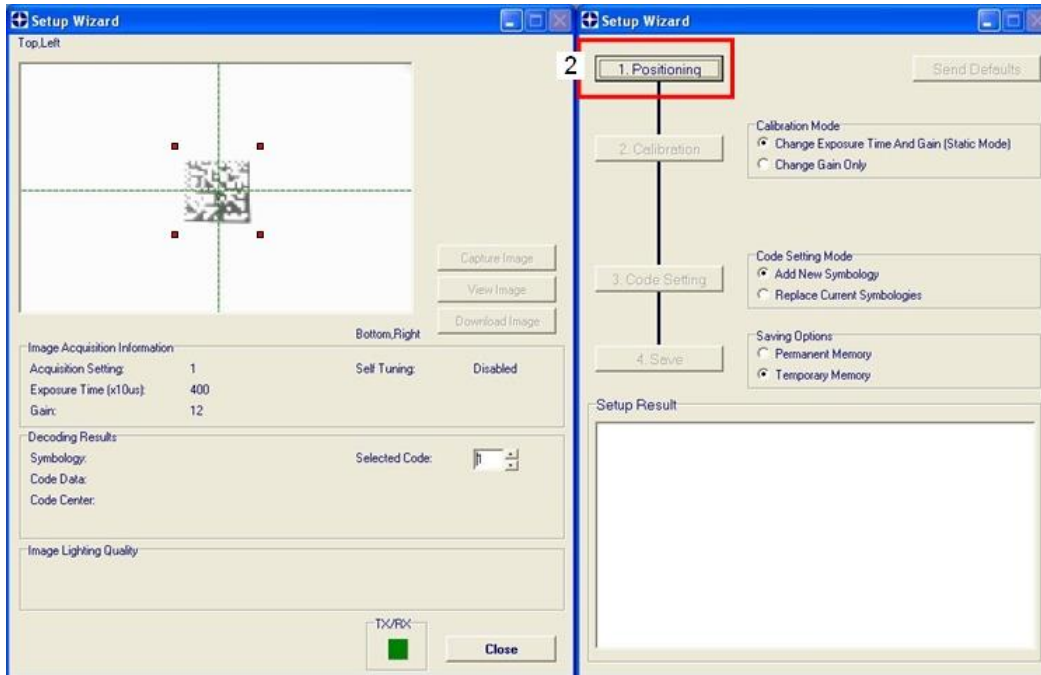 Setup Wizard
Top,Left
Capture Image
View Image
Download Image
Bottom,Right
Image Acquisition Information
Acquisition Setting: 1 Self Tuning: Disabled
Exposure Time (x10us): 400
Gain: 12
Decoding Results
Symbology: Selected Code: 1
Code Data:
Code Center:
Image Lighting Quality
TX/RX
Close
Setup Wizard
2 1. Positioning Send Defaults
Calibration Mode
2. Calibration Change Exposure Time And Gain (Static Mode)
Change Gain Only
Code Setting Mode
3. Code Setting Add New Symbology
Replace Current Symbologies
Saving Options
4. Save Permanent Memory
Temporary Memory
Setup Result